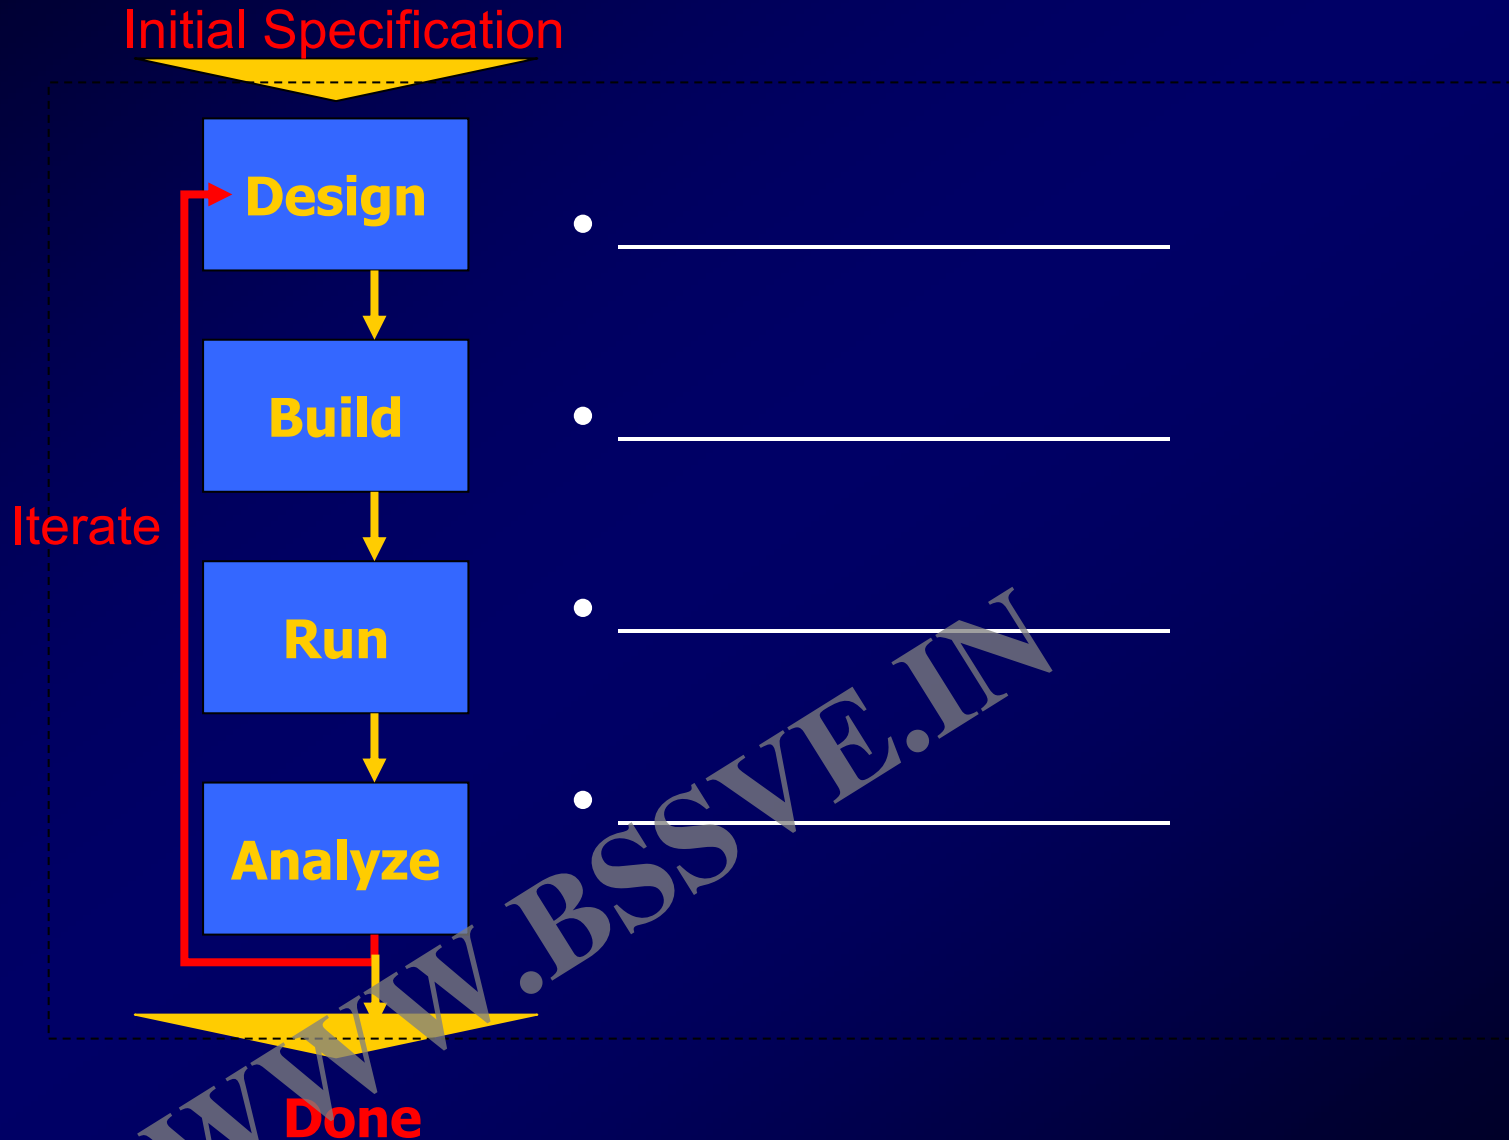 Initial Specification
Design
Build
Iterate
Run
Analyze
WWW.BSSVE.IN
Done